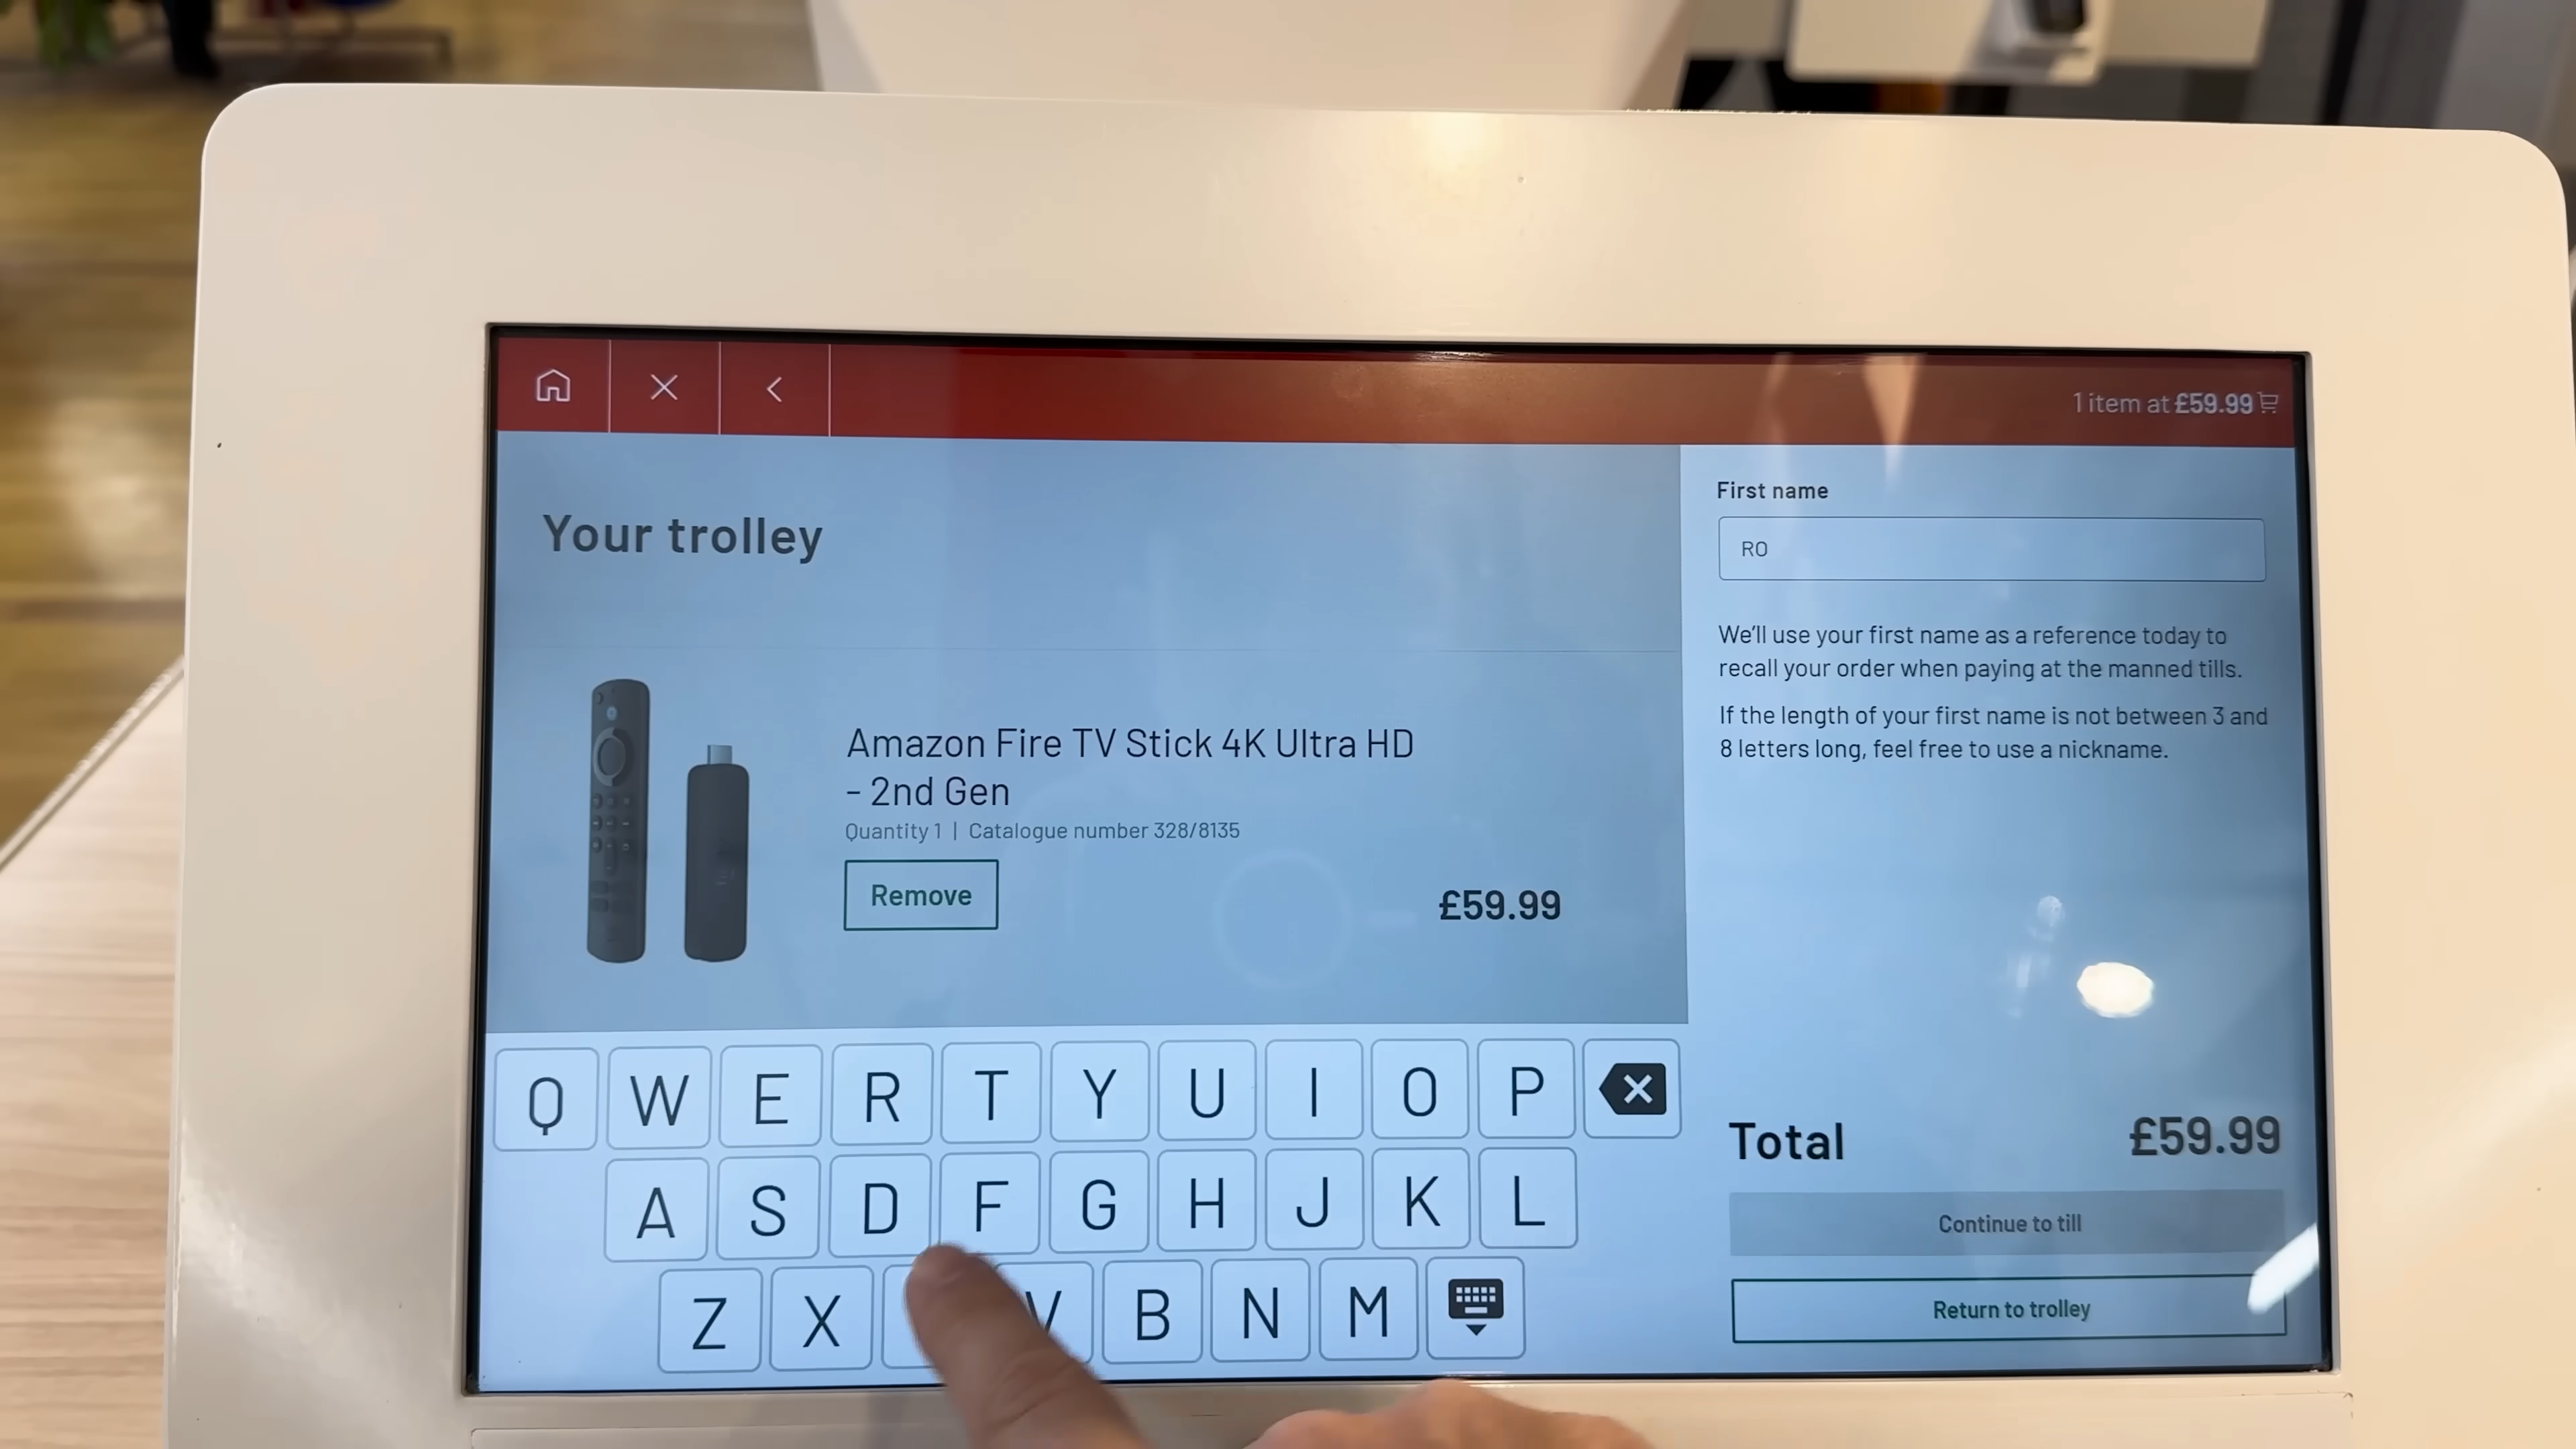 1 item at £59.99
Your trolley
First name
RO
We'll use your first name as a reference today to
recall your order when paying at the manned tills.
If the length of your first name is not between 3 and
8 letters long, feel free to use a nickname.
Amazon Fire TV Stick 4K Ultra HD
- 2nd Gen
Quantity 1 | Catalogue number 328/8135
Remove
£59.99
Q W E R T Y U I O P
A S D F G H J K L
Z X V B N M
Total £59.99
Continue to till
Return to trolley